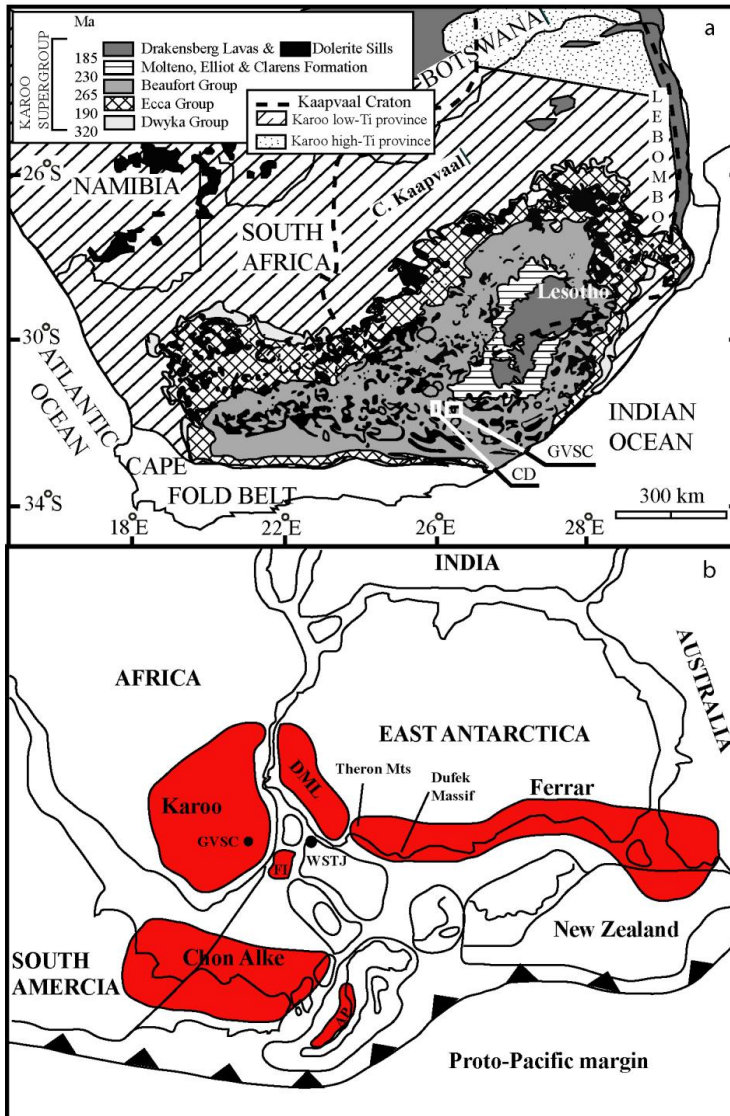 a
Ma
KAROO
SUPERGROUP
185
230
265
190
320
Drakensberg Lavas & Dolerite Sills
Molteno, Elliot & Clarens Formation
Beaufort Group
Ecca Group
Dwyka Group
Kaapvaal Craton
Karoo low-Ti province
Karoo high-Ti province
BOTSWANA
LEBOMBO
26°S
NAMIBIA
C. Kaapvaal
SOUTH
AFRICA
Lesotho
30°S
ATLANTIC
OCEAN
INDIAN
OCEAN
GVSC
CD
CAPE
FOLD BELT
34°S
300 km
18°E
22°E
26°E
28°E
b
INDIA
AFRICA
AUSTRALIA
EAST ANTARCTICA
DML
Theron Mts
Dufek
Massif
Ferrar
Karoo
GVSC
WSTJ
FI
New Zealand
Chon Alke
SOUTH
AMERCIA
AP
Proto-Pacific margin